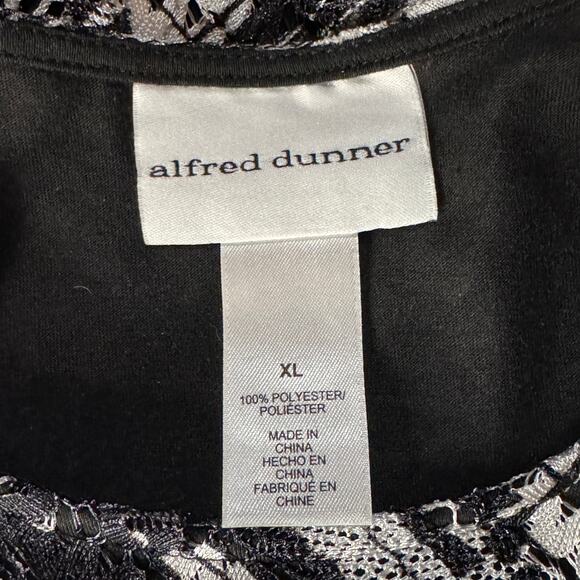 alfred dunner
XL
100% POLYESTER/
POLIÉSTER
MADE IN
CHINA
HECHO EN
CHINA
FABRIQUÉ EN
CHINE